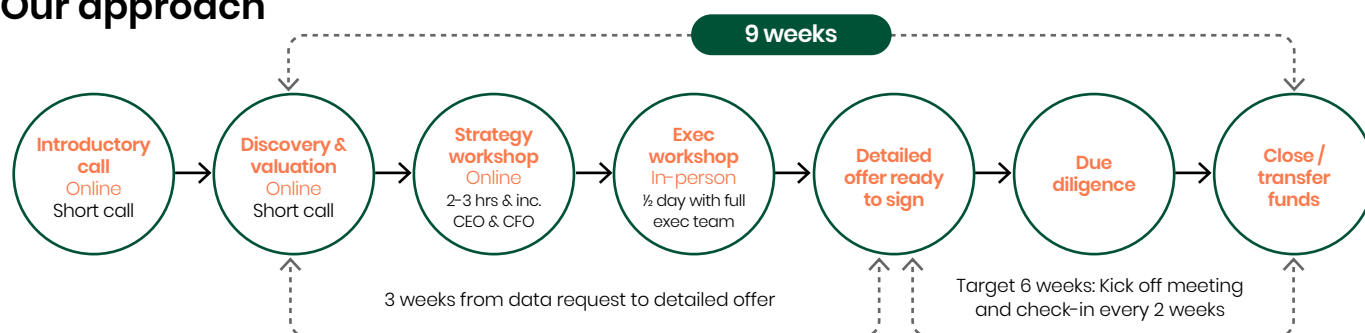 Our approach
9 weeks
Introductory
call
Online
Short call
Discovery &
valuation
Online
Short call
Strategy
workshop
Online
2-3 hrs & inc.
CEO & CFO
Exec
workshop
In-person
½ day with full
exec team
Detailed
offer ready
to sign
Due
diligence
Close /
transfer
funds
3 weeks from data request to detailed offer
Target 6 weeks: Kick off meeting
and check-in every 2 weeks